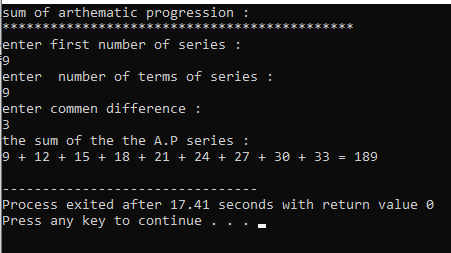 sum of arthematic progression :
********************************************
enter first number of series :
9
enter  number of terms of series :
9
enter commen difference :
3
the sum of the the A.P series :
9 + 12 + 15 + 18 + 21 + 24 + 27 + 30 + 33 = 189
--------------------------------
Process exited after 17.41 seconds with return value 0
Press any key to continue . . .